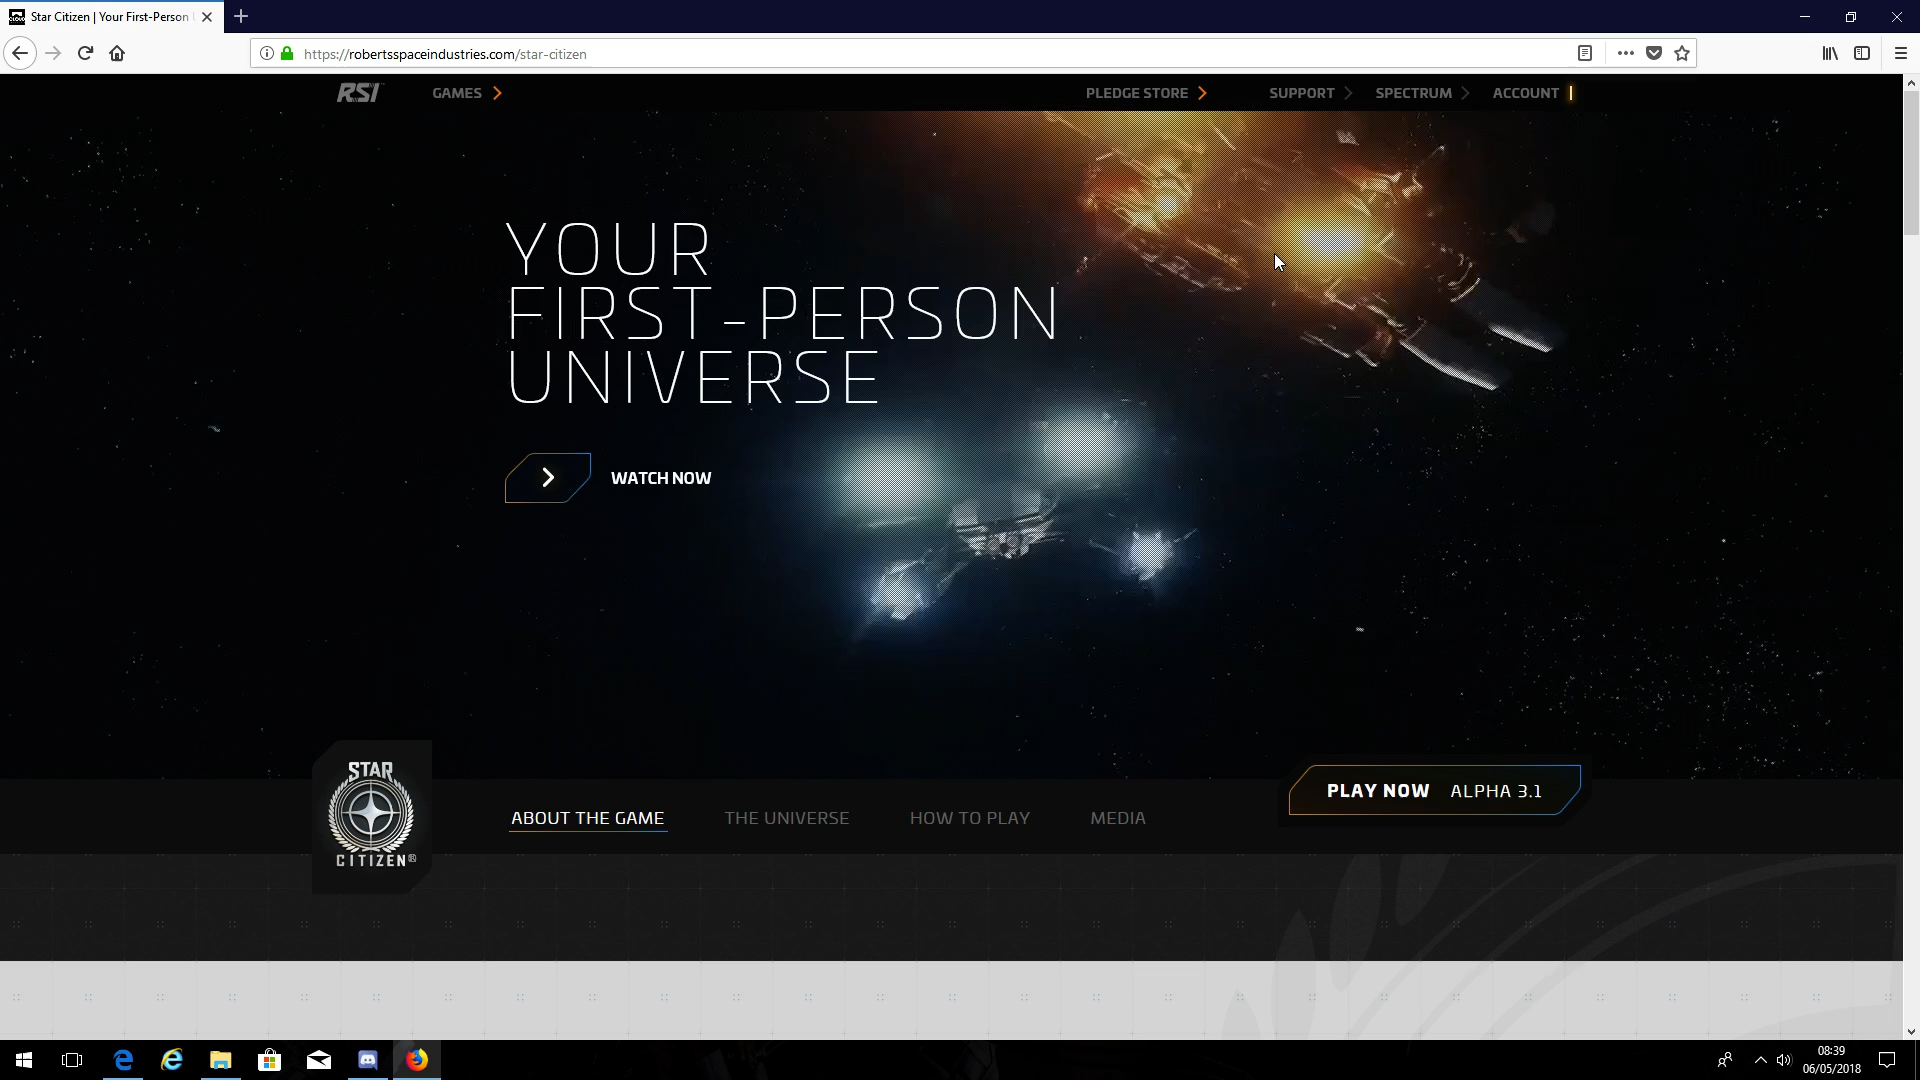 Star Citizen | Your First-Person
https://robertsspaceindustries.com/star-citizen
RSI GAMES PLEDGE STORE SUPPORT SPECTRUM ACCOUNT
YOUR
FIRST-PERSON
UNIVERSE
WATCH NOW
PLAY NOW ALPHA 3.1
STAR
CITIZEN®
ABOUT THE GAME THE UNIVERSE HOW TO PLAY MEDIA
08:39
06/05/2018